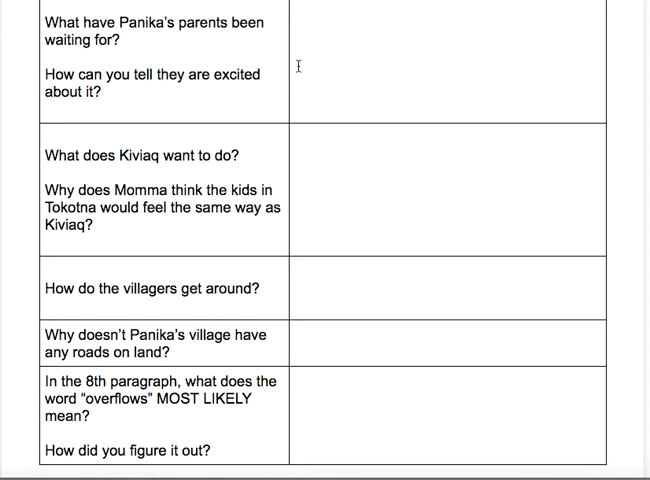 What have Panika’s parents been
waiting for?
How can you tell they are excited
about it?
What does Kiviaq want to do?
Why does Momma think the kids in
Tokotna would feel the same way as
Kiviaq?
How do the villagers get around?
Why doesn’t Panika’s village have
any roads on land?
In the 8th paragraph, what does the
word “overflows” MOST LIKELY
mean?
How did you figure it out?